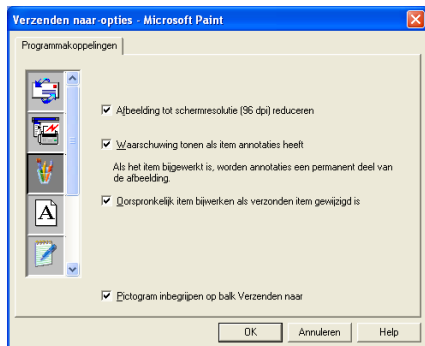 Verzenden naar-opties - Microsoft Paint
Programmakoppelingen
Afbeelding tot schermresolutie (96 dpi) reduceren
Waarschuwing tonen als item annotaties heeft
Als het item bijgewerkt is, worden annotaties een permanent deel van
de afbeelding.
Oorspronkelijk item bijwerken als verzonden item gewijzigd is
A
Pictogram inbegrijpen op balk Verzenden naar
OK Annuleren Help